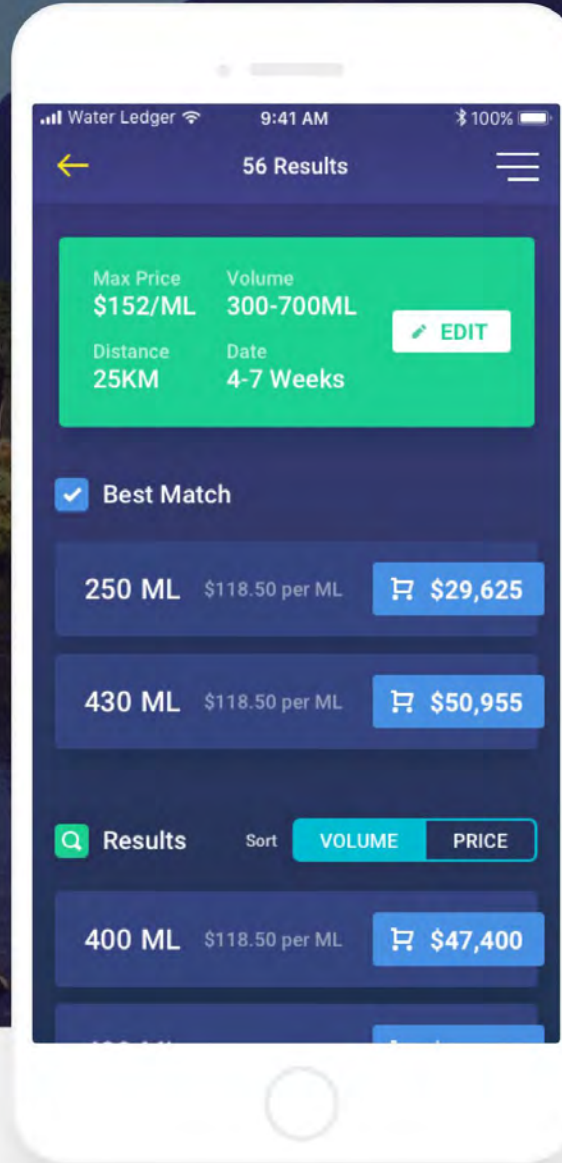 Water Ledger 9:41 AM 100%
56 Results
Max Price Volume
$152/ML 300-700ML
EDIT
Distance Date
25KM 4-7 Weeks
Best Match
250 ML $118.50 per ML $29,625
430 ML $118.50 per ML $50,955
Results Sort VOLUME PRICE
400 ML $118.50 per ML $47,400